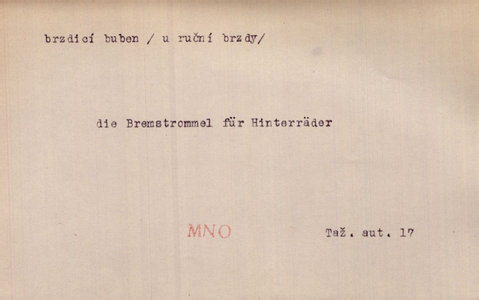 brzdicí buben / u ruční brzdy/
die Bremstrommel für Hinterräder
MNO
Taž. aut. 17